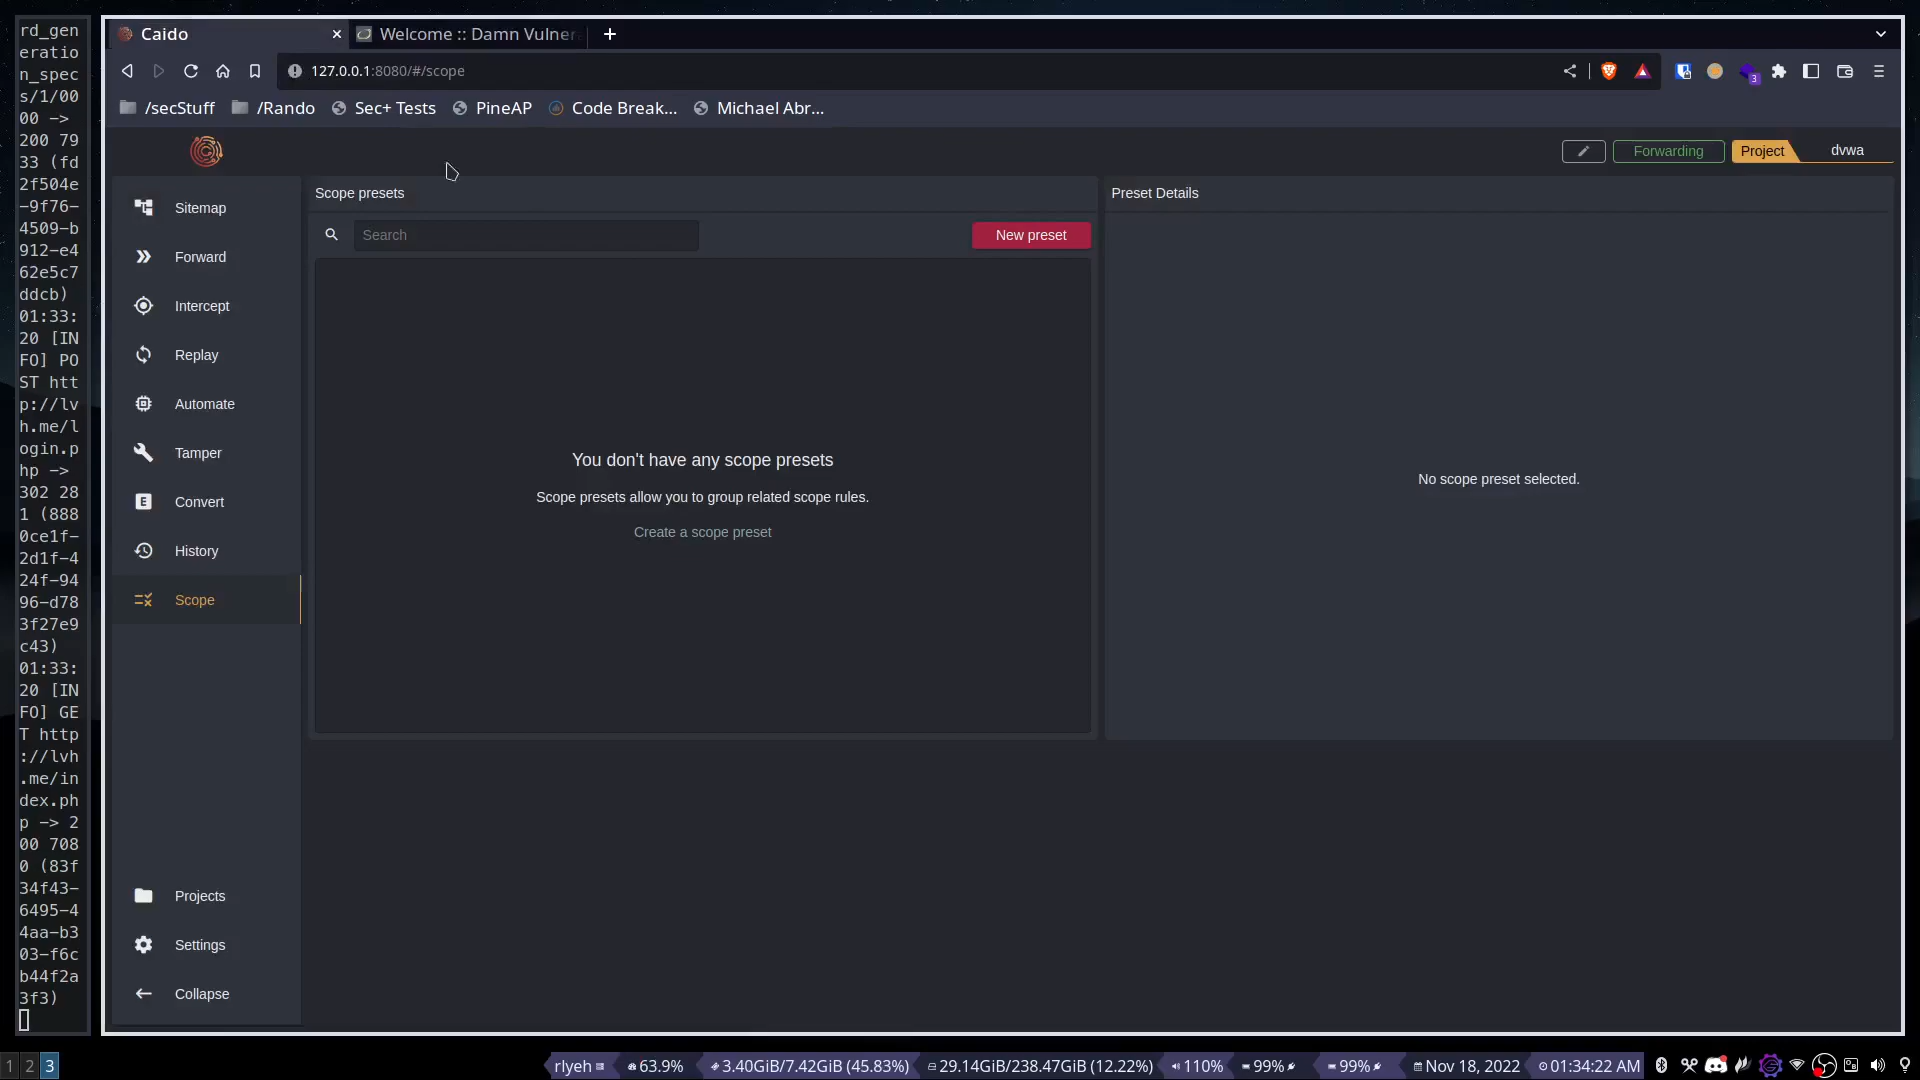 rd_gen
eratio
n_spec
s/1/00
00 ->
200 79
33 (fd
2f504e
-9f76-
4509-b
912-e4
62e5c7
ddcb)
01:33:
20 [IN
FO] PO
ST htt
p://lv
h.me/l
ogin.p
hp ->
302 28
1 (888
0ce1f-
2d1f-4
24f-94
96-d78
3f27e9
c43)
01:33:
20 [IN
FO] GE
T http
://lvh
.me/in
dex.ph
p -> 2
00 708
0 (83f
34f43-
6495-4
4aa-b3
03-f6c
b44f2a
3f3)
Caido
Welcome :: Damn Vulner
127.0.0.1:8080/#/scope
3
/secStuff /Rando Sec+ Tests PineAP Code Break... Michael Abr...
Forwarding Project dvwa
Sitemap
Forward
Intercept
Replay
Automate
Tamper
Convert
History
Scope
Projects
Settings
Collapse
Scope presets
Search
New preset
You don't have any scope presets
Scope presets allow you to group related scope rules.
Create a scope preset
Preset Details
No scope preset selected.
1 2 3
rlyeh 63.9% 3.40GiB/7.42GiB (45.83%) 29.14GiB/238.47GiB (12.22%) 110% 99% 99% Nov 18, 2022 01:34:22 AM